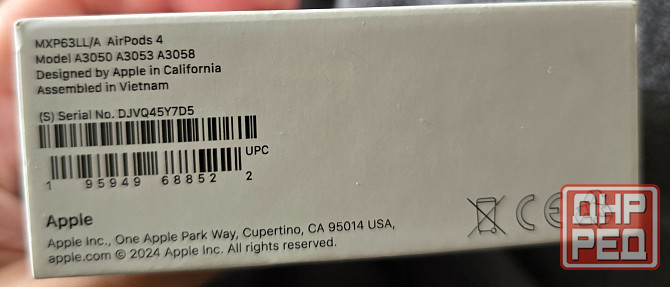 MXP63LL/A AirPods 4
Model A3050 A3053 A3058
Designed by Apple in California
Assembled in Vietnam
(S) Serial No. DJVQ45Y7D5
UPC
1 95949 68852 2
Apple
Apple Inc., One Apple Park Way, Cupertino, CA 95014 USA,
apple.com © 2024 Apple Inc. All rights reserved.
CE
ДНР
РЕД